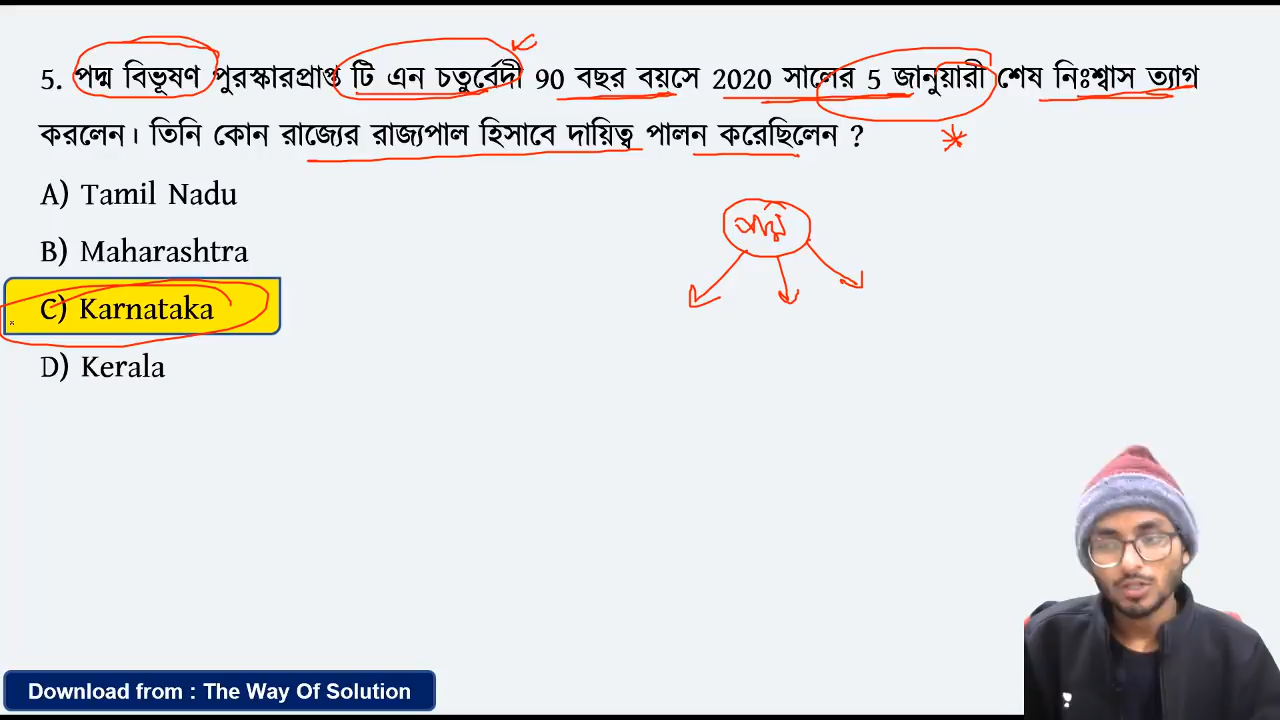 5. পদ্ম বিভূষণ পুরস্কারপ্রাপ্ত টি এন চতুর্বেদী 90 বছর বয়সে 2020 সালের 5 জানুয়ারী শেষ নিঃশ্বাস ত্যাগ
করলেন। তিনি কোন রাজ্যের রাজ্যপাল হিসাবে দায়িত্ব পালন করেছিলেন ?
A) Tamil Nadu
B) Maharashtra
C) Karnataka
D) Kerala
Download from : The Way Of Solution